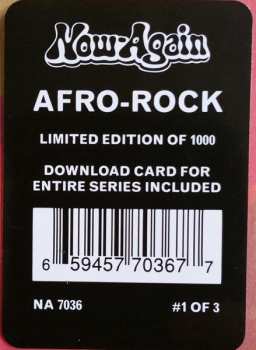 Now-Again
AFRO-ROCK
LIMITED EDITION OF 1000
DOWNLOAD CARD FOR
ENTIRE SERIES INCLUDED
6 59457 70367 7
NA 7036 #1 OF 3